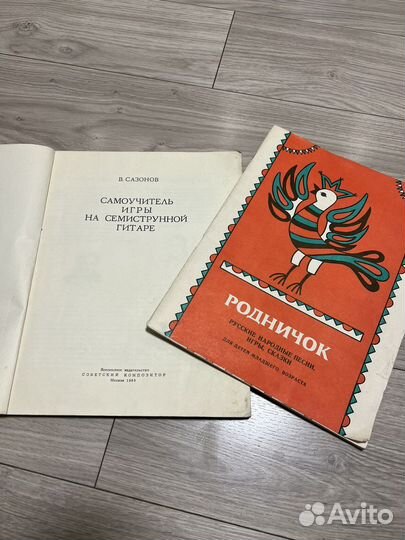 В. САЗОНОВ
САМОУЧИТЕЛЬ
ИГРЫ
НА СЕМИСТРУННОЙ
ГИТАРЕ
Всесоюзное издательство
СОВЕТСКИЙ КОМПОЗИТОР
Москва
РОДНИЧОК
РУССКИЕ НАРОДНЫЕ ПЕСНИ,
ИГРЫ, СКАЗКИ
ДЛЯ ДЕТЕЙ МЛАДШЕГО ВОЗРАСТА
Avito